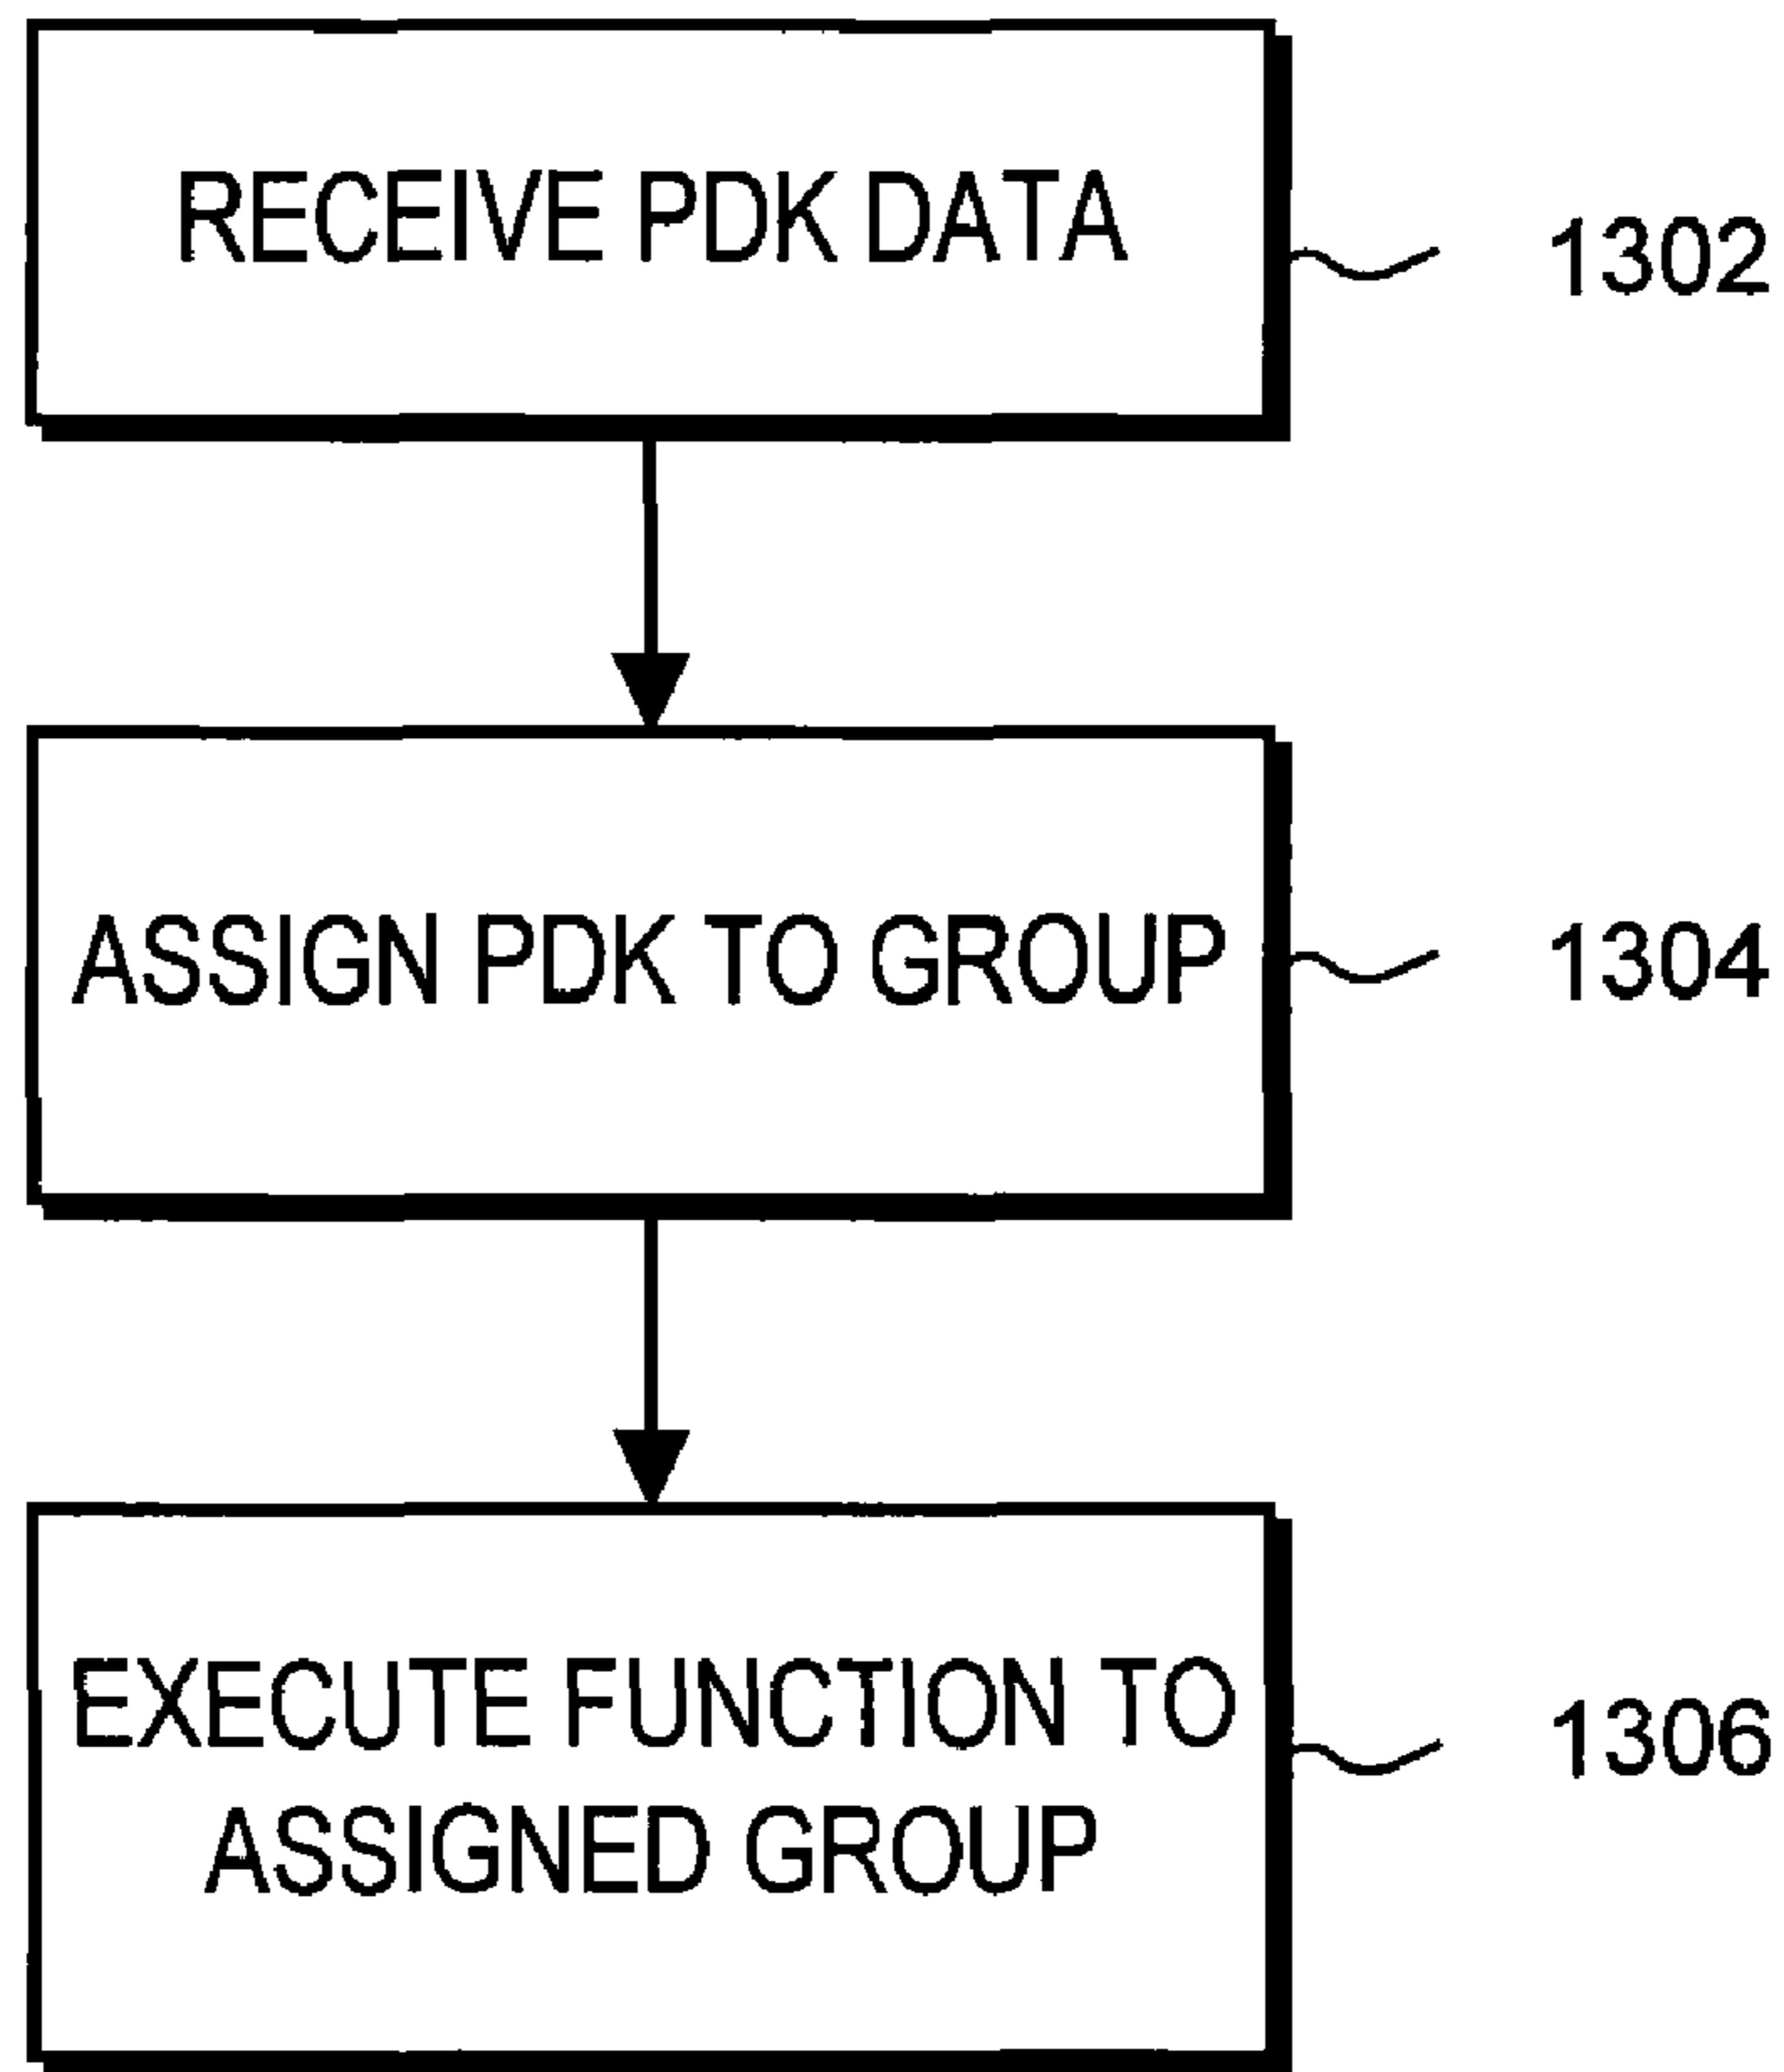 RECEIVE PDK DATA
1302
ASSIGN PDK TO GROUP
1304
EXECUTE FUNCTION TO
ASSIGNED GROUP
1306